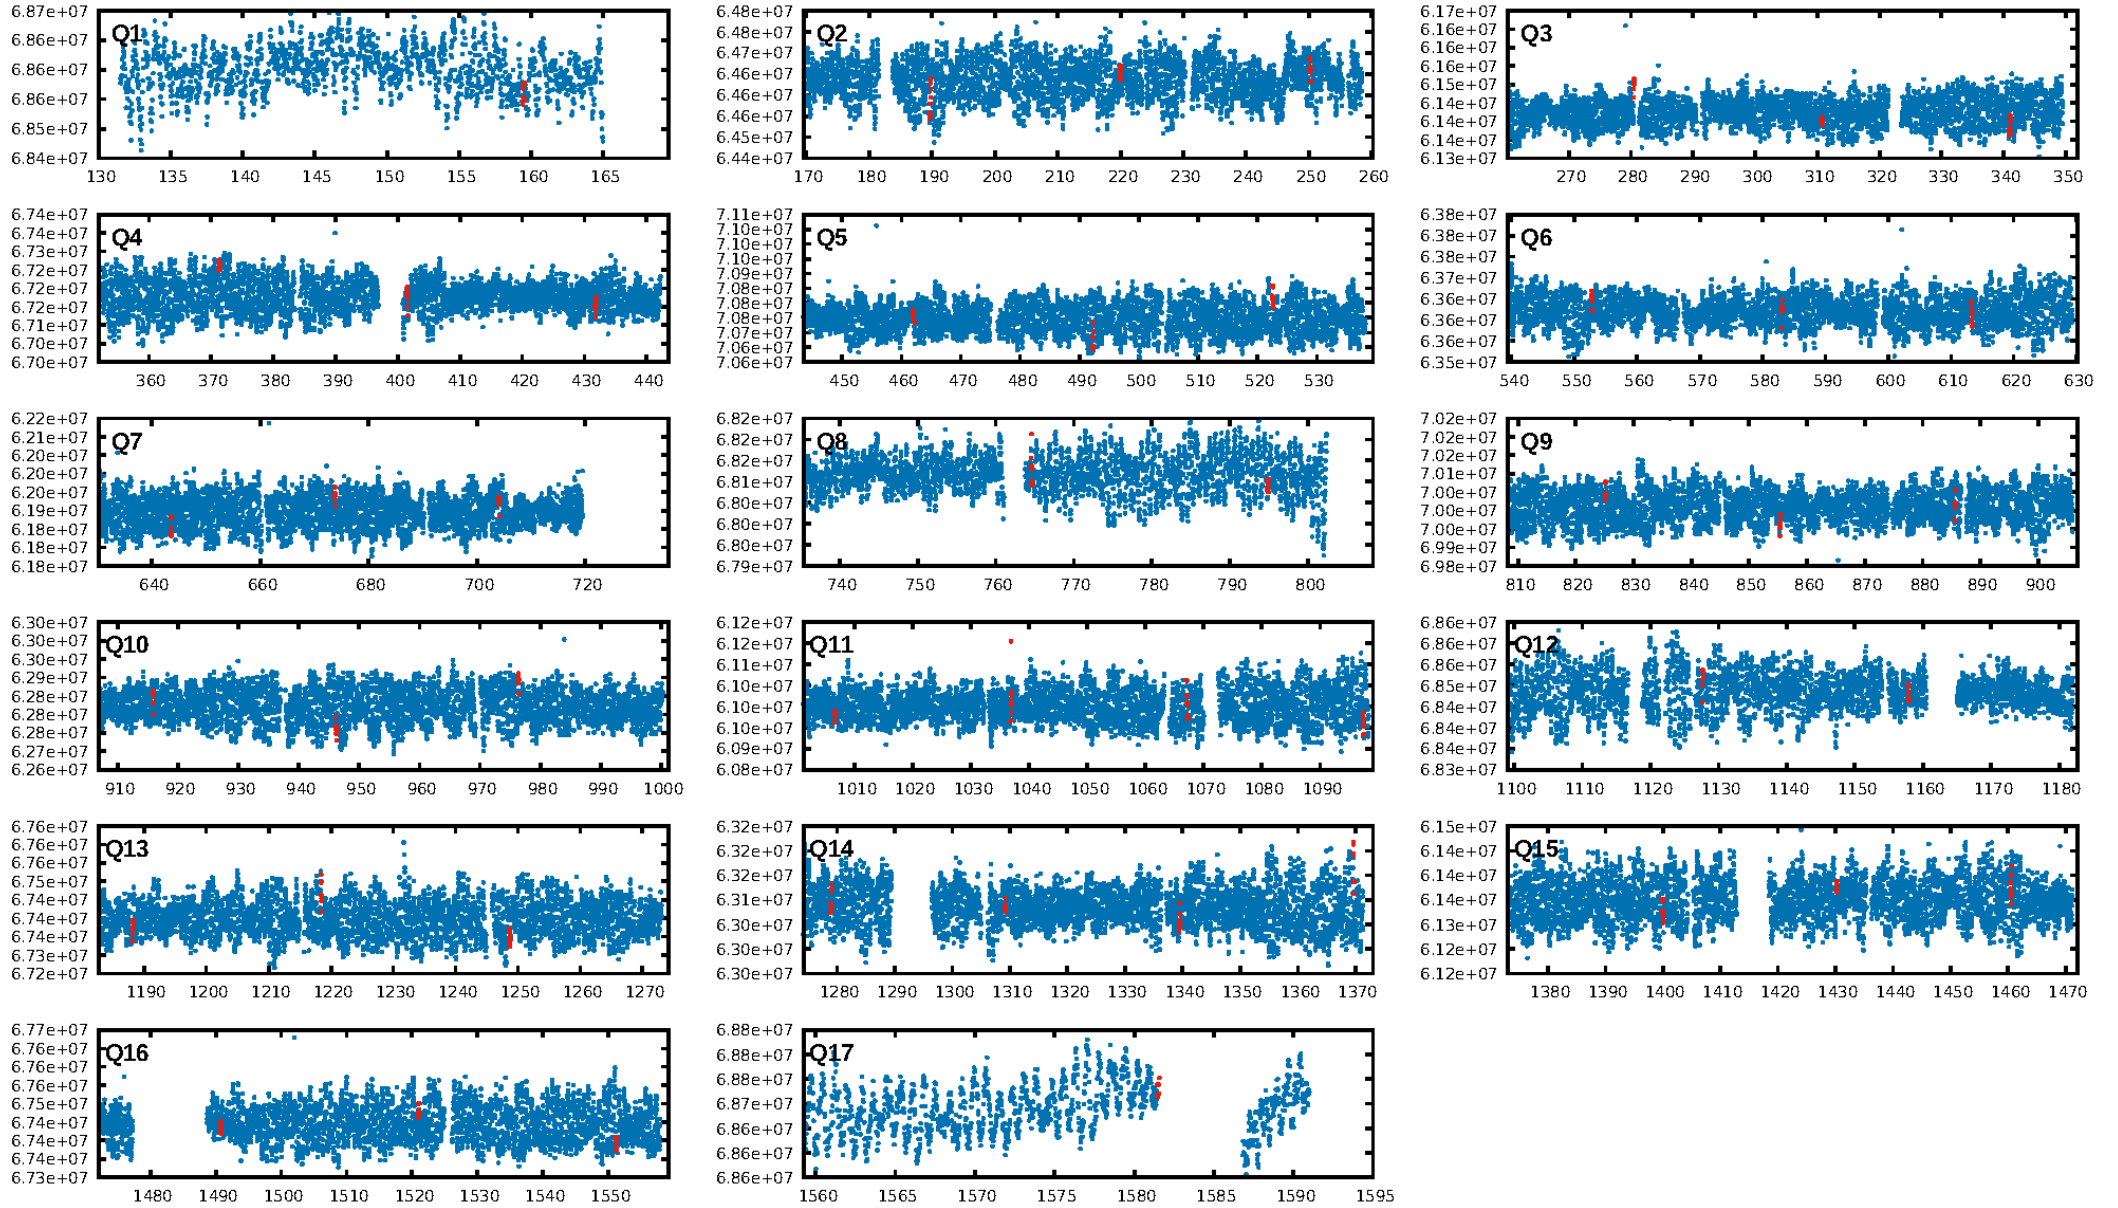 6.87e+07
6.86e+07
6.86e+07
6.86e+07
6.85e+07
6.84e+07
Q1
130 135 140 145 150 155 160 165
6.48e+07
6.48e+07
6.47e+07
6.46e+07
6.46e+07
6.46e+07
6.45e+07
6.44e+07
Q2
170 180 190 200 210 220 230 240 250 260
6.17e+07
6.16e+07
6.16e+07
6.16e+07
6.15e+07
6.14e+07
6.14e+07
6.14e+07
6.13e+07
Q3
270 280 290 300 310 320 330 340 350
6.74e+07
6.74e+07
6.73e+07
6.72e+07
6.72e+07
6.72e+07
6.71e+07
6.70e+07
6.70e+07
Q4
360 370 380 390 400 410 420 430 440
7.11e+07
7.10e+07
7.10e+07
7.10e+07
7.09e+07
7.08e+07
7.08e+07
7.08e+07
7.07e+07
7.06e+07
7.06e+07
Q5
450 460 470 480 490 500 510 520 530
6.38e+07
6.38e+07
6.38e+07
6.37e+07
6.36e+07
6.36e+07
6.36e+07
6.35e+07
Q6
540 550 560 570 580 590 600 610 620 630
6.22e+07
6.21e+07
6.20e+07
6.20e+07
6.20e+07
6.19e+07
6.18e+07
6.18e+07
6.18e+07
Q7
640 660 680 700 720
6.82e+07
6.82e+07
6.82e+07
6.81e+07
6.80e+07
6.80e+07
6.80e+07
6.79e+07
Q8
740 750 760 770 780 790 800
7.02e+07
7.02e+07
7.02e+07
7.01e+07
7.00e+07
7.00e+07
7.00e+07
6.99e+07
6.98e+07
Q9
810 820 830 840 850 860 870 880 890 900
6.30e+07
6.30e+07
6.30e+07
6.29e+07
6.28e+07
6.28e+07
6.28e+07
6.27e+07
6.26e+07
Q10
910 920 930 940 950 960 970 980 990 1000
6.12e+07
6.12e+07
6.11e+07
6.10e+07
6.10e+07
6.10e+07
6.09e+07
6.08e+07
Q11
1010 1020 1030 1040 1050 1060 1070 1080 1090
6.86e+07
6.86e+07
6.86e+07
6.85e+07
6.84e+07
6.84e+07
6.84e+07
6.83e+07
Q12
1100 1110 1120 1130 1140 1150 1160 1170 1180
6.76e+07
6.76e+07
6.76e+07
6.75e+07
6.74e+07
6.74e+07
6.74e+07
6.73e+07
6.72e+07
Q13
1190 1200 1210 1220 1230 1240 1250 1260 1270
6.32e+07
6.32e+07
6.32e+07
6.31e+07
6.30e+07
6.30e+07
6.30e+07
Q14
1280 1290 1300 1310 1320 1330 1340 1350 1360 1370
6.15e+07
6.14e+07
6.14e+07
6.14e+07
6.13e+07
6.12e+07
6.12e+07
Q15
1380 1390 1400 1410 1420 1430 1440 1450 1460 1470
6.77e+07
6.76e+07
6.76e+07
6.76e+07
6.75e+07
6.74e+07
6.74e+07
6.74e+07
6.73e+07
Q16
1480 1490 1500 1510 1520 1530 1540 1550
6.88e+07
6.88e+07
6.88e+07
6.87e+07
6.86e+07
6.86e+07
6.86e+07
Q17
1560 1565 1570 1575 1580 1585 1590 1595